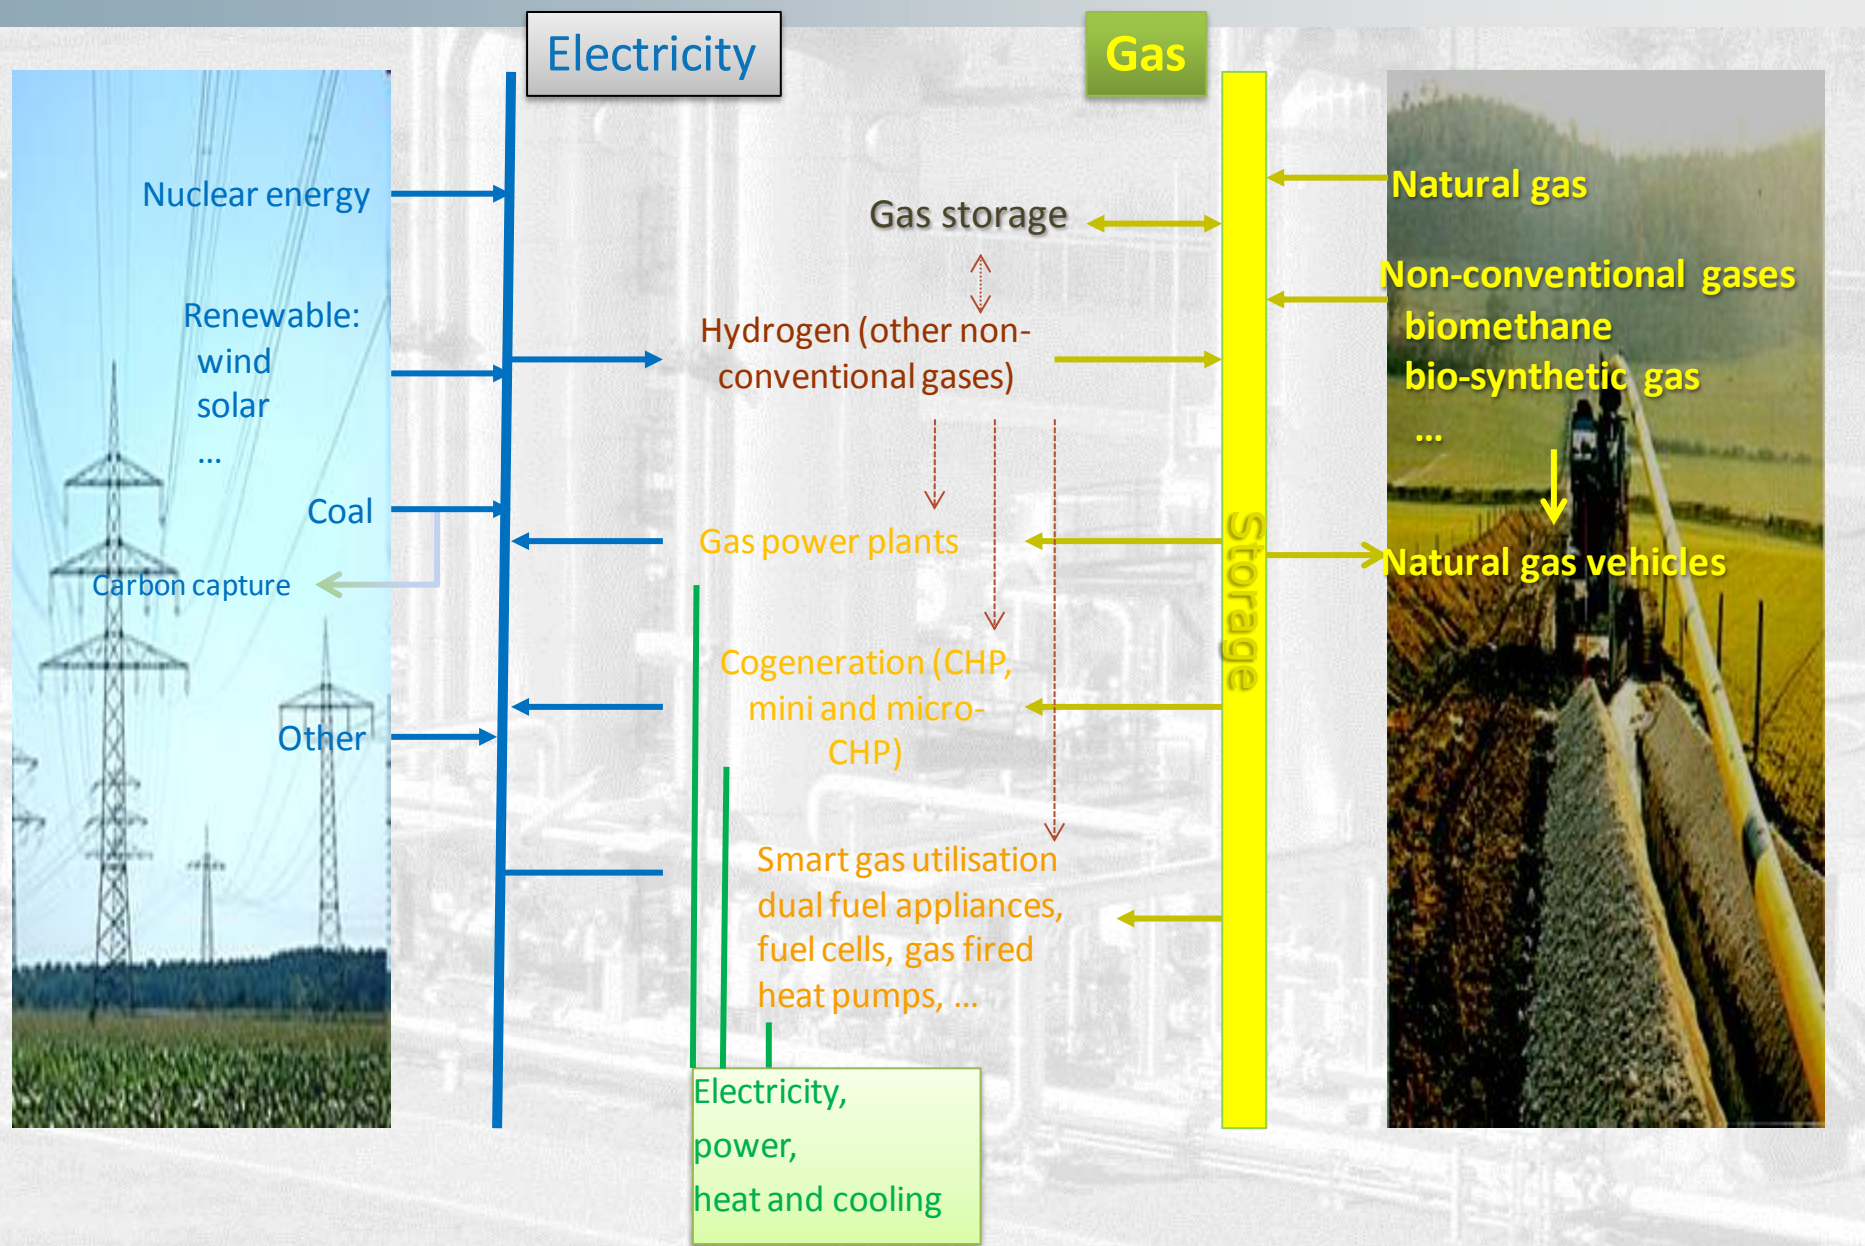 Electricity
Gas
Nuclear energy
Renewable:
wind
solar
...
Coal
Carbon capture
Other
Gas storage
Hydrogen (other non-
conventional gases)
Gas power plants
Cogeneration (CHP,
mini and micro-
CHP)
Smart gas utilisation
dual fuel appliances,
fuel cells, gas fired
heat pumps, ...
Electricity,
power,
heat and cooling
Storage
Natural gas
Non-conventional gases
biomethane
bio-synthetic gas
...
Natural gas vehicles